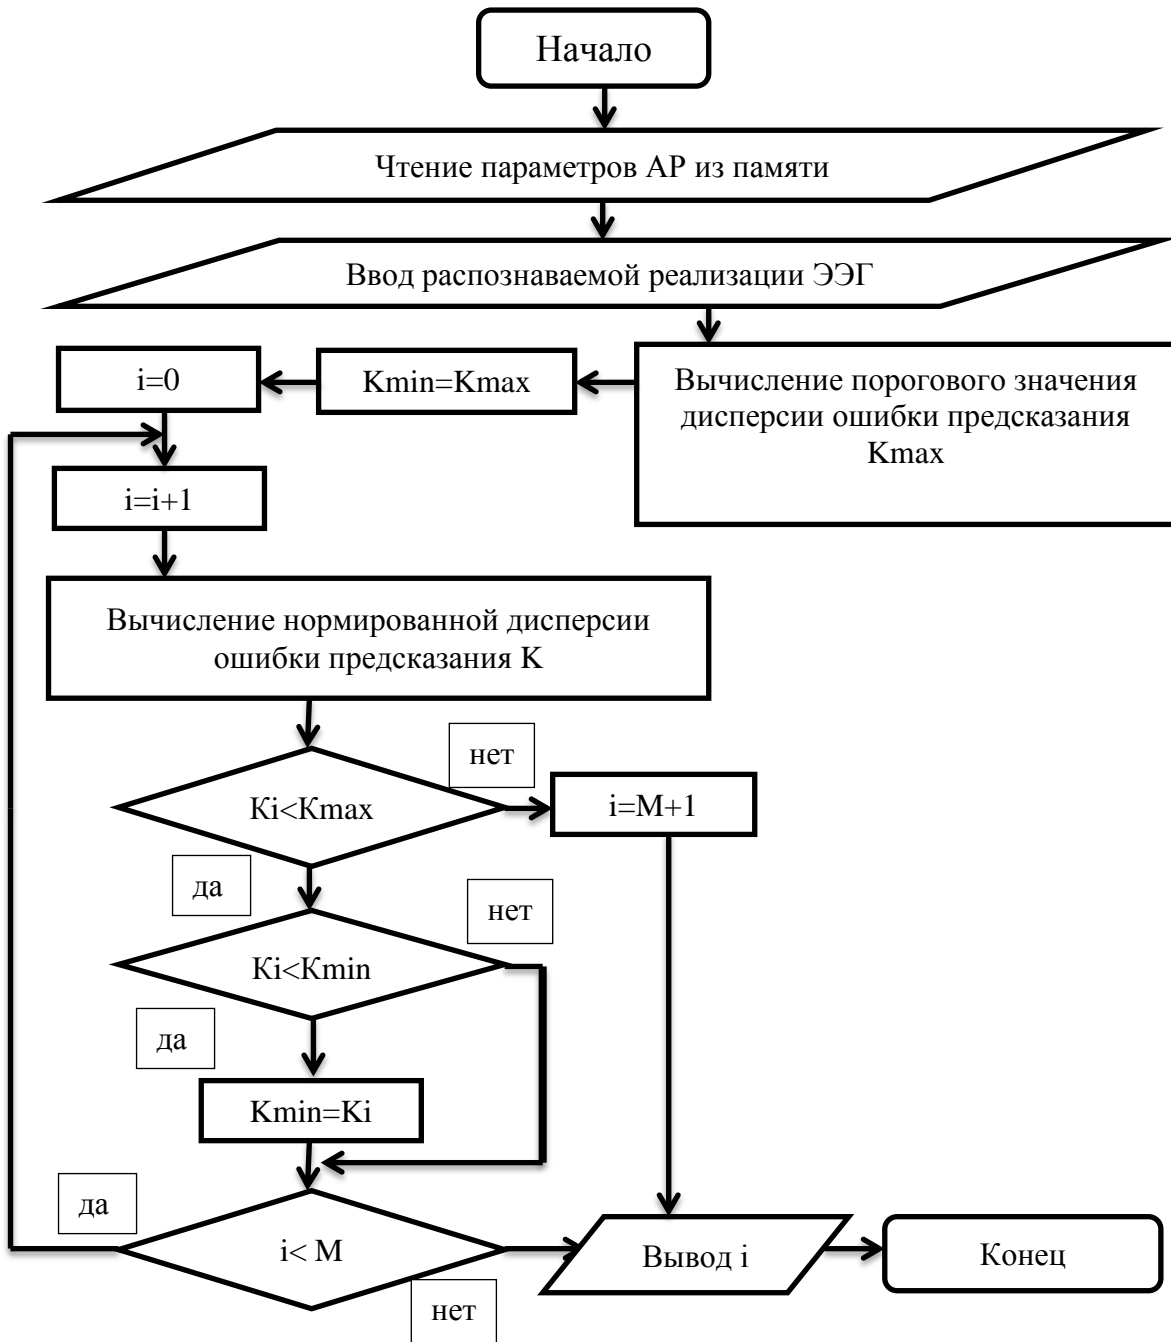 Начало
Чтение параметров АР из памяти
Ввод распознаваемой реализации ЭЭГ
i=0
Kmin=Kmax
Вычисление порогового значения
дисперсии ошибки предсказания
Kmax
i=i+1
Вычисление нормированной дисперсии
ошибки предсказания K
нет
Ki<Kmax
i=M+1
да
нет
Ki<Kmin
да
Kmin=Ki
да
i< M
Вывод i
Конец
нет